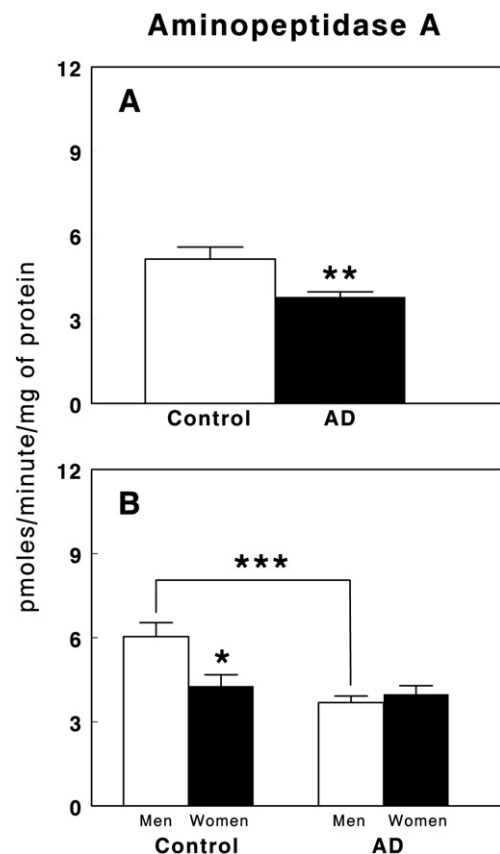 Aminopeptidase A
pmoles/minute/mg of protein
12
A
9
6
**
3
0
Control AD
12
B
9
***
6
*
3
0
Men Women Men Women
Control AD